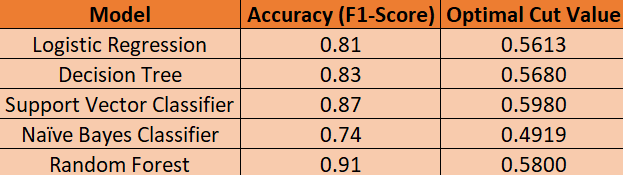 Model Accuracy (F1-Score) Optimal Cut Value
Logistic Regression 0.81 0.5613
Decision Tree 0.83 0.5680
Support Vector Classifier 0.87 0.5980
Naïve Bayes Classifier 0.74 0.4919
Random Forest 0.91 0.5800